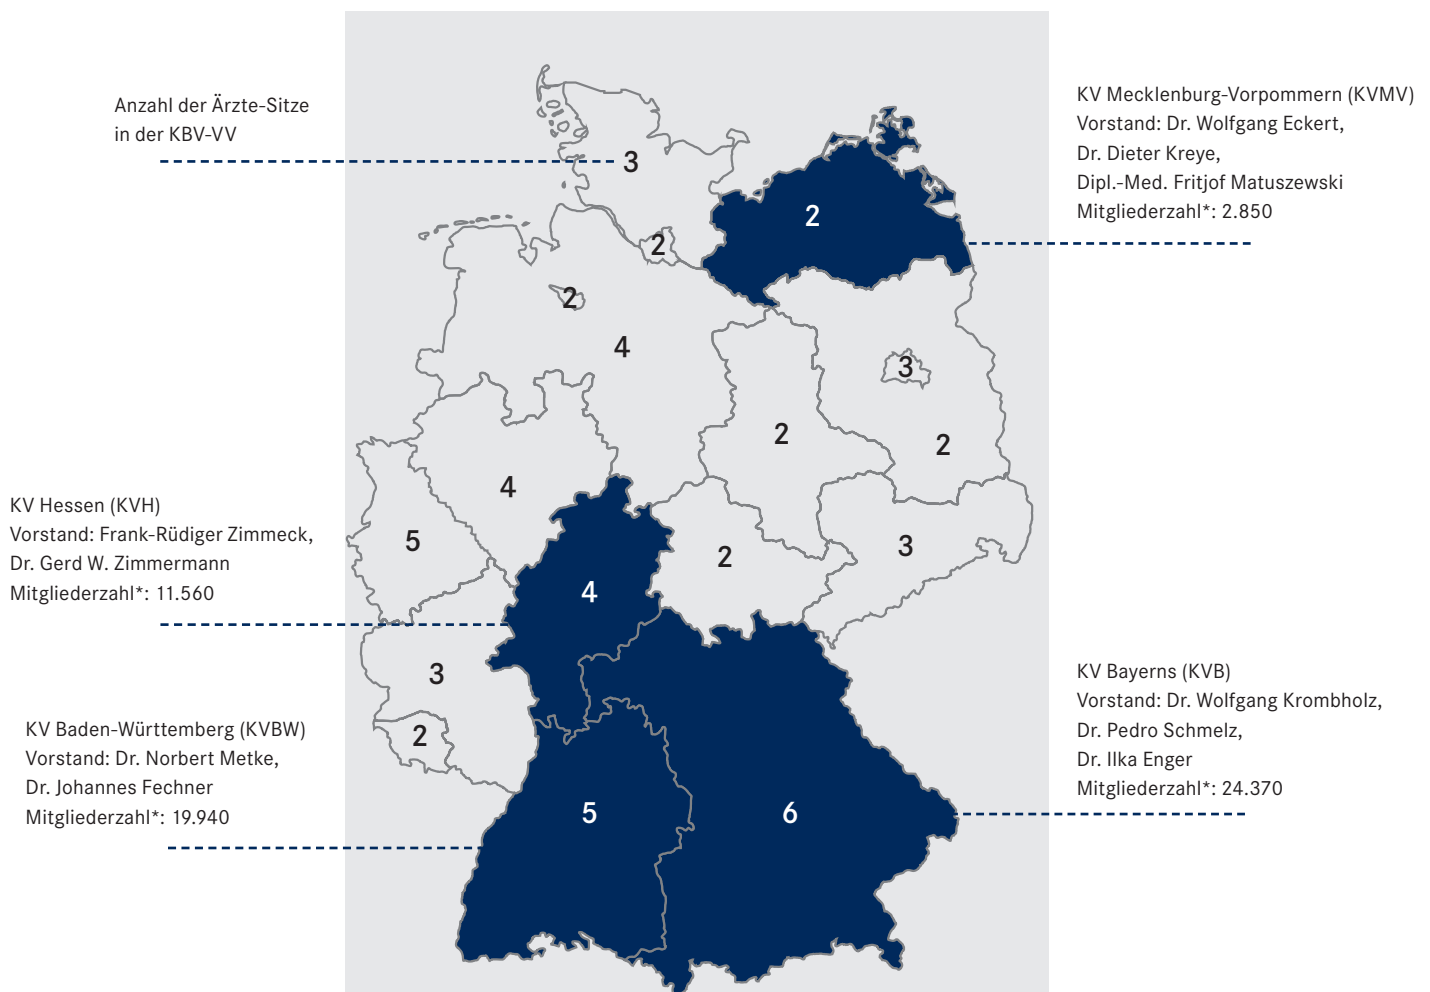 Anzahl der Ärzte-Sitze
in der KBV-VV
KV Mecklenburg-Vorpommern (KVMV)
Vorstand: Dr. Wolfgang Eckert,
Dr. Dieter Kreye,
Dipl.-Med. Fritjof Matuszewski
Mitgliederzahl*: 2.850
3
2
2
2
4
3
2
2
4
KV Hessen (KVH)
Vorstand: Frank-Rüdiger Zimmeck,
Dr. Gerd W. Zimmermann
Mitgliederzahl*: 11.560
5
2
3
4
3
2
KV Baden-Württemberg (KVBW)
Vorstand: Dr. Norbert Metke,
Dr. Johannes Fechner
Mitgliederzahl*: 19.940
KV Bayerns (KVB)
Vorstand: Dr. Wolfgang Krombholz,
Dr. Pedro Schmelz,
Dr. Ilka Enger
Mitgliederzahl*: 24.370
5
6